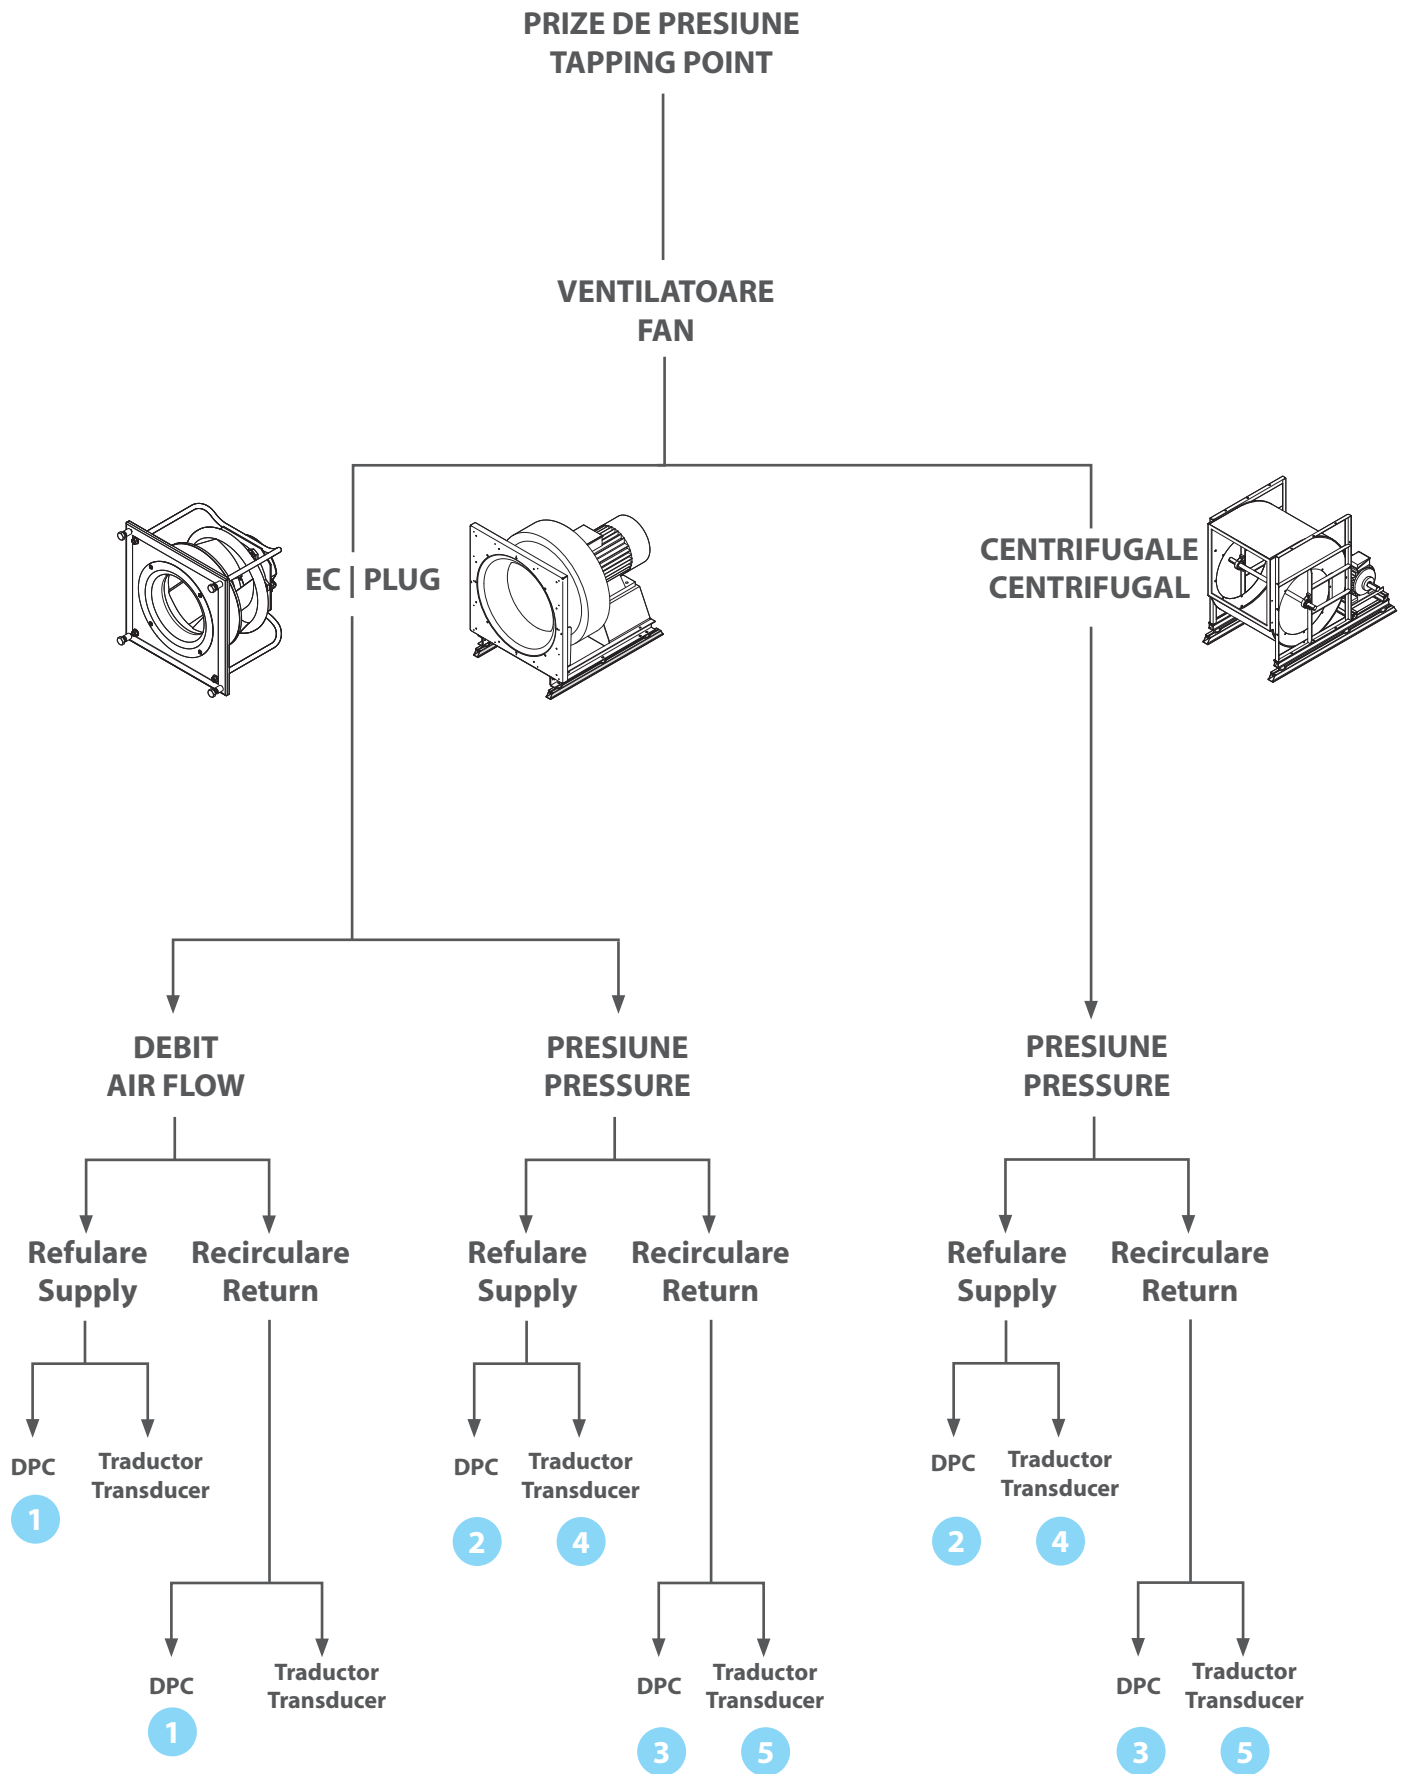 PRIZE DE PRESIUNE
TAPPING POINT
VENTILATOARE
FAN
EC | PLUG
CENTRIFUGALE
CENTRIFUGAL
DEBIT
AIR FLOW
PRESIUNE
PRESSURE
PRESIUNE
PRESSURE
Refulare
Supply
Recirculare
Return
Refulare
Supply
Recirculare
Return
Refulare
Supply
Recirculare
Return
DPC
1
Traductor
Transducer
DPC
2
Traductor
Transducer
4
DPC
2
Traductor
Transducer
4
DPC
1
Traductor
Transducer
DPC
3
Traductor
Transducer
5
DPC
3
Traductor
Transducer
5